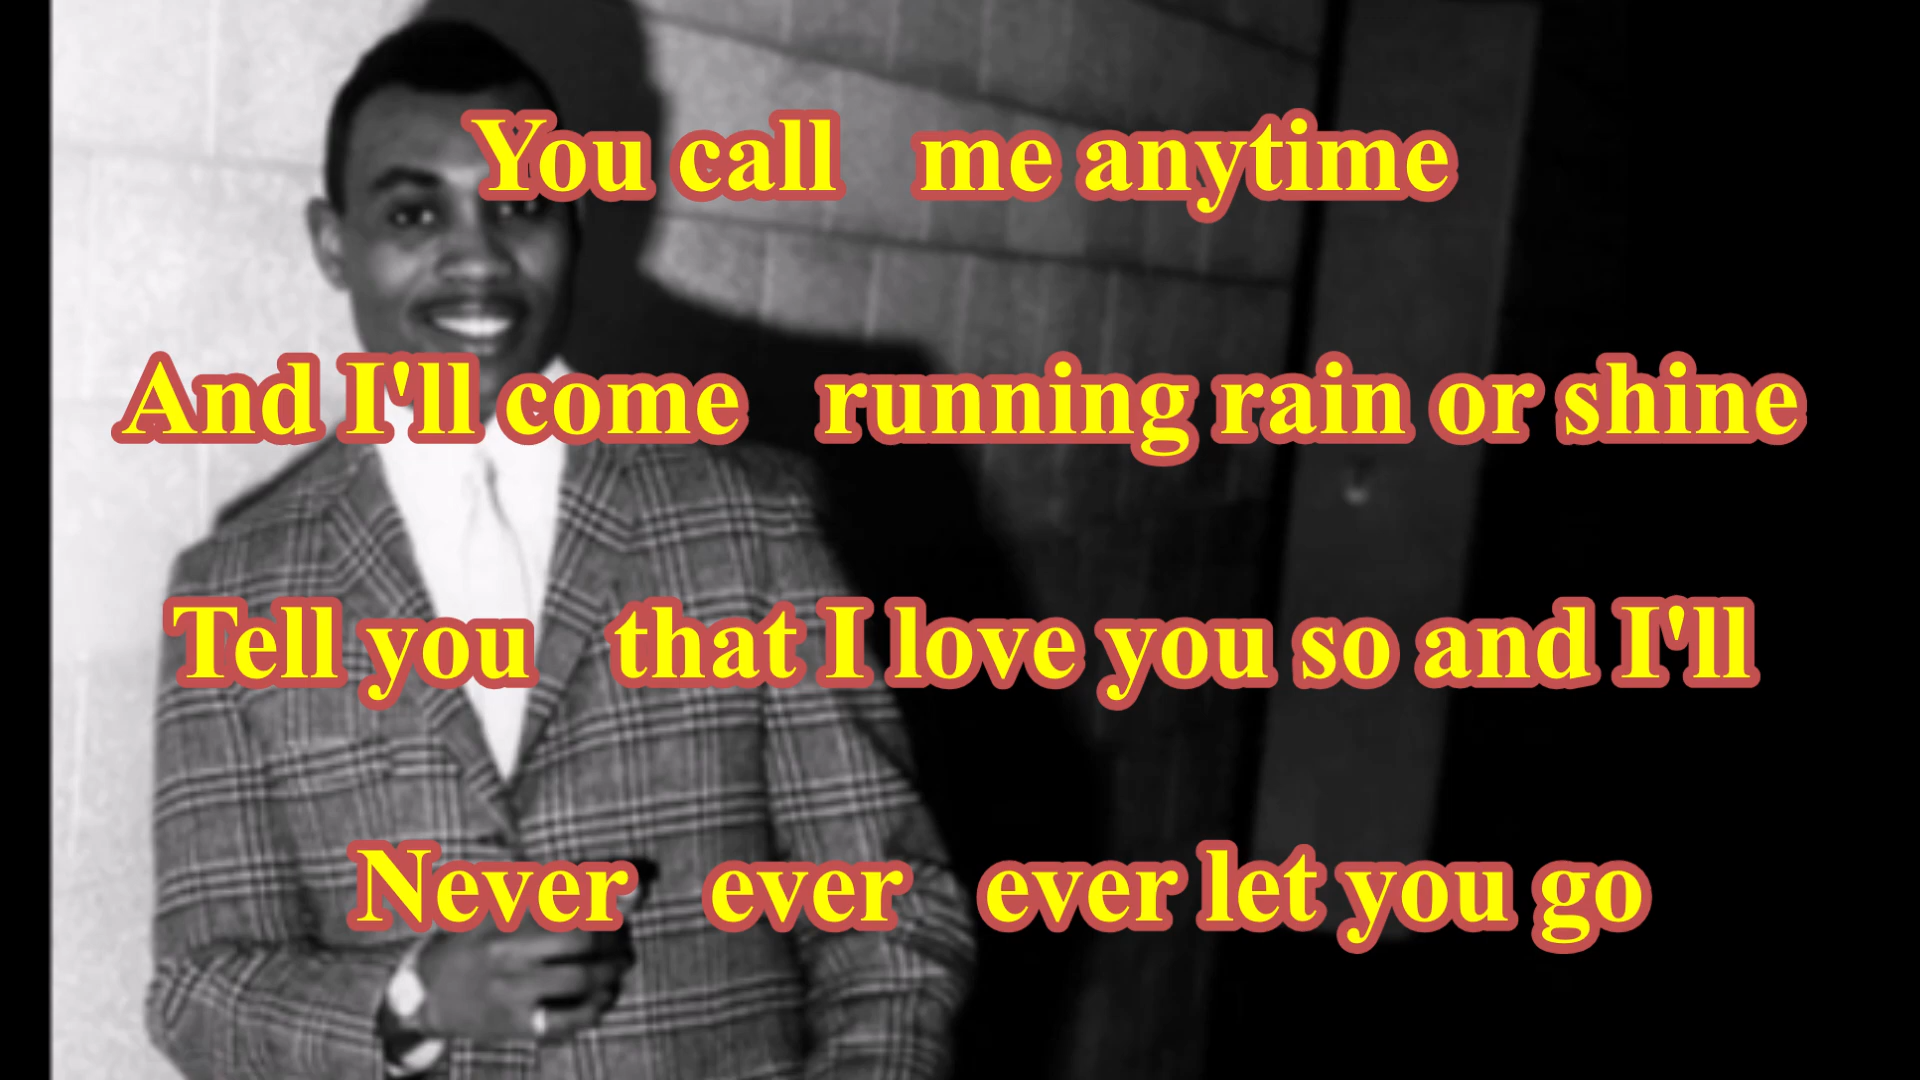 You call me anytime
And I'll come running rain or shine
Tell you that I love you so and I'll
Never ever ever let you go